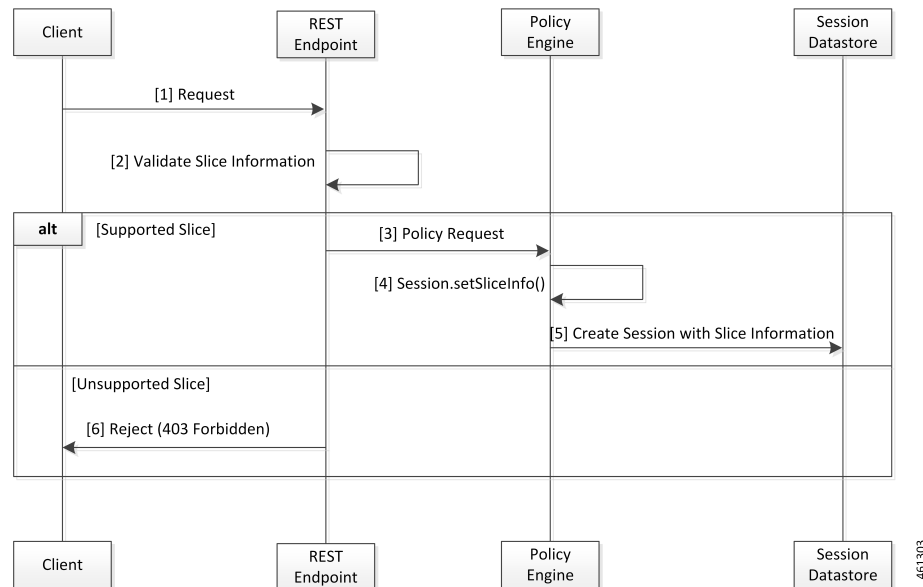 Client
REST
Endpoint
Policy
Engine
Session
Datastore
[1] Request
[2] Validate Slice Information
alt
[Supported Slice]
[3] Policy Request
[4] Session.setSliceInfo()
[5] Create Session with Slice Information
[Unsupported Slice]
[6] Reject (403 Forbidden)
Client
REST
Endpoint
Policy
Engine
Session
Datastore
461303